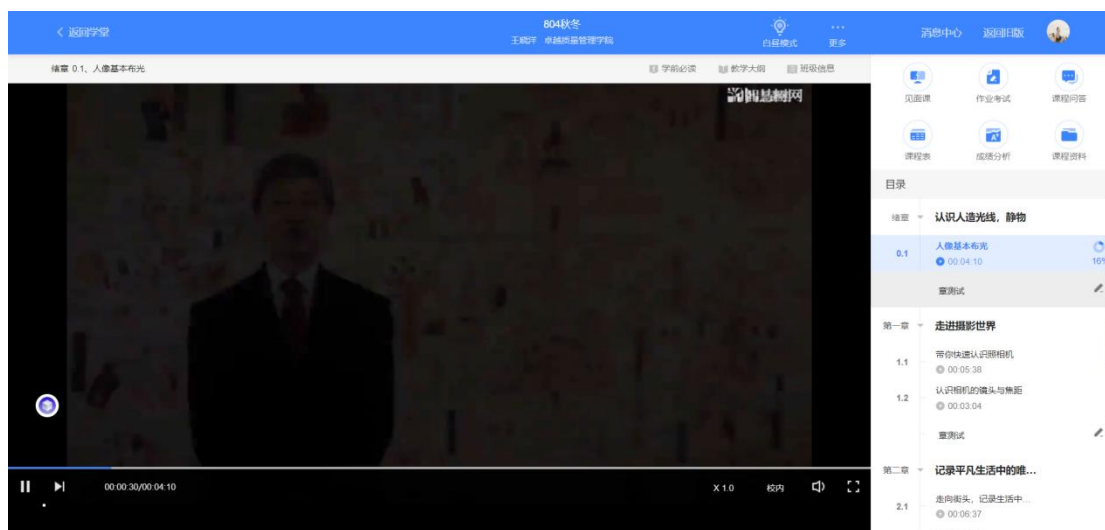 返回学堂
804秋冬
王晓洋 卓越质量管理学院
白昼模式
更多
消息中心
返回旧版
绪章 0.1、人像基本布光
学前必读
教学大纲
班级信息
智慧树网
见面课
作业考试
课程问答
课程表
成绩分析
课程资料
目录
绪章 认识人造光线，静物
0.1 人像基本布光
00:04:10
16%
章测试
第一章 走进摄影世界
1.1 带你快速认识照相机
00:05:38
1.2 认识相机的镜头与焦距
00:03:04
章测试
第二章 记录平凡生活中的唯...
2.1 走向街头，记录生活中...
00:06:37
00:00:30/00:04:10
X 1.0
校内